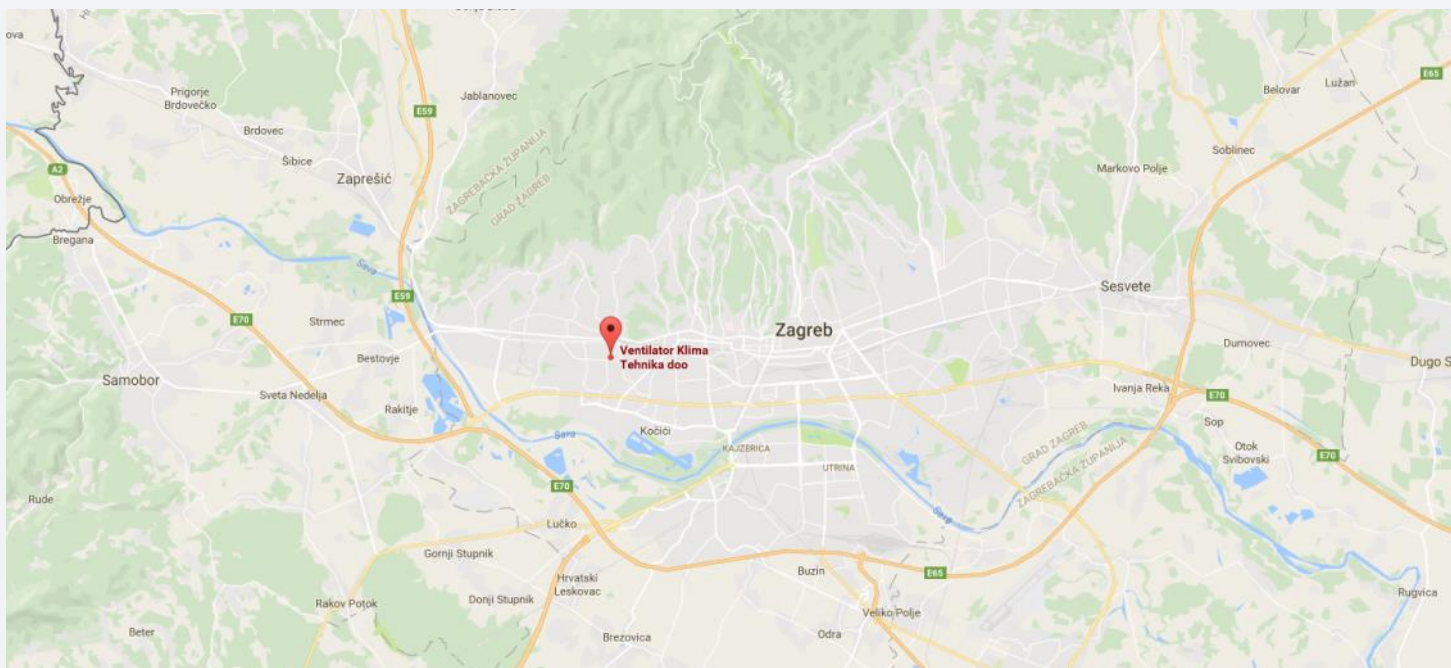 ova
E65
Prigorje
Brdovečko
Jablanovec
Belovar
Lužan
E59
Brdovec
Soblinec
Šibice
ZAGREBAČKA ŽUPANIJA
A2
Zaprešić
Markovo Polje
GRAD ZAGREB
Obrežje
Bregana
Sava
E59
Sesvete
E70
Strmec
Zagreb
Ventilator Klima
Tehnika doo
Bestovje
Dumovec
Dugo S
Samobor
Sveta Nedelja
Ivanja Reka
E70
Rakitje
Sop
Kočići
Sava
KAJZERICA
GRAD ZAGREB
Otok
Svibovski
E70
UTRINA
ZAGREBAČKA ŽUPANIJA
E70
Rude
Sava
Lučko
Gornji Stupnik
Buzin
E65
Hrvatski
Leskovac
Rugvica
Donji Stupnik
Rakov Potok
Veliko Polje
Beter
Brezovica
Odra